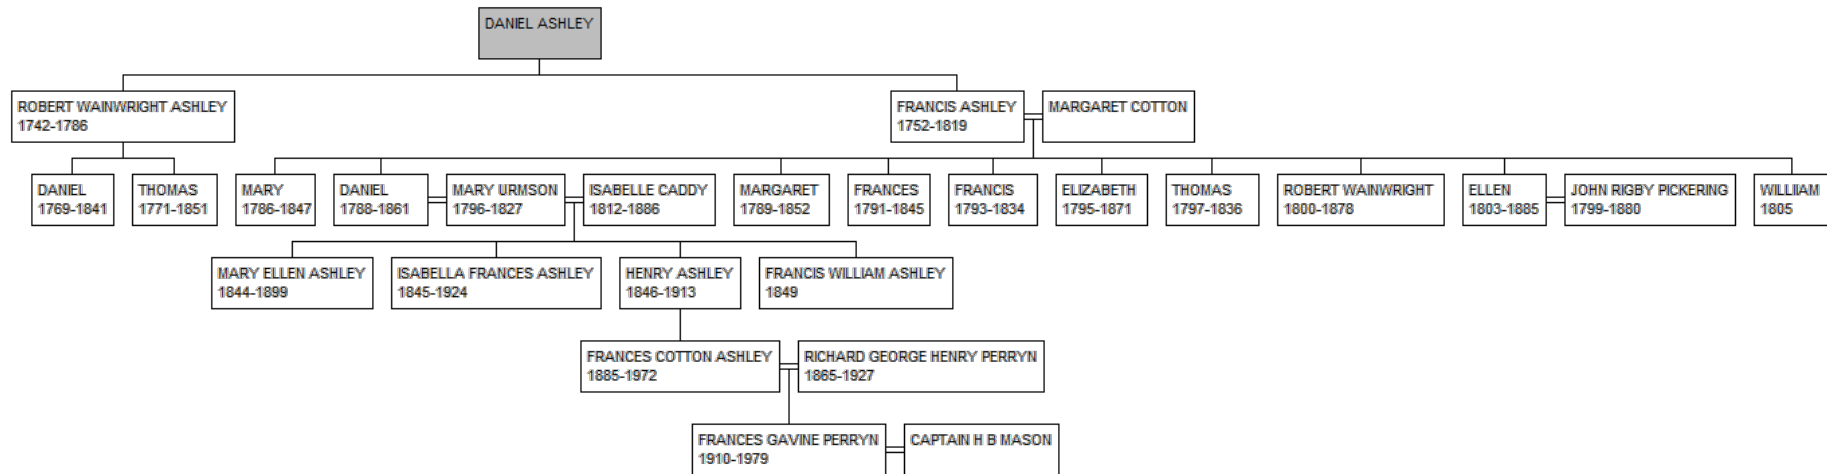 DANIEL ASHLEY
ROBERT WAINWRIGHT ASHLEY
1742-1786
FRANCIS ASHLEY
1752-1819
MARGARET COTTON
DANIEL
1769-1841
THOMAS
1771-1851
MARY
1786-1847
DANIEL
1788-1861
MARY URMSON
1796-1827
ISABELLE CADDY
1812-1886
MARGARET
1789-1852
FRANCES
1791-1845
FRANCIS
1793-1834
ELIZABETH
1795-1871
THOMAS
1797-1836
ROBERT WAINWRIGHT
1800-1878
ELLEN
1803-1885
JOHN RIGBY PICKERING
1799-1880
WILLIIAM
1805
MARY ELLEN ASHLEY
1844-1899
ISABELLA FRANCES ASHLEY
1845-1924
HENRY ASHLEY
1846-1913
FRANCIS WILLIAM ASHLEY
1849
FRANCES COTTON ASHLEY
1885-1972
RICHARD GEORGE HENRY PERRYN
1865-1927
FRANCES GAVINE PERRYN
1910-1979
CAPTAIN H B MASON